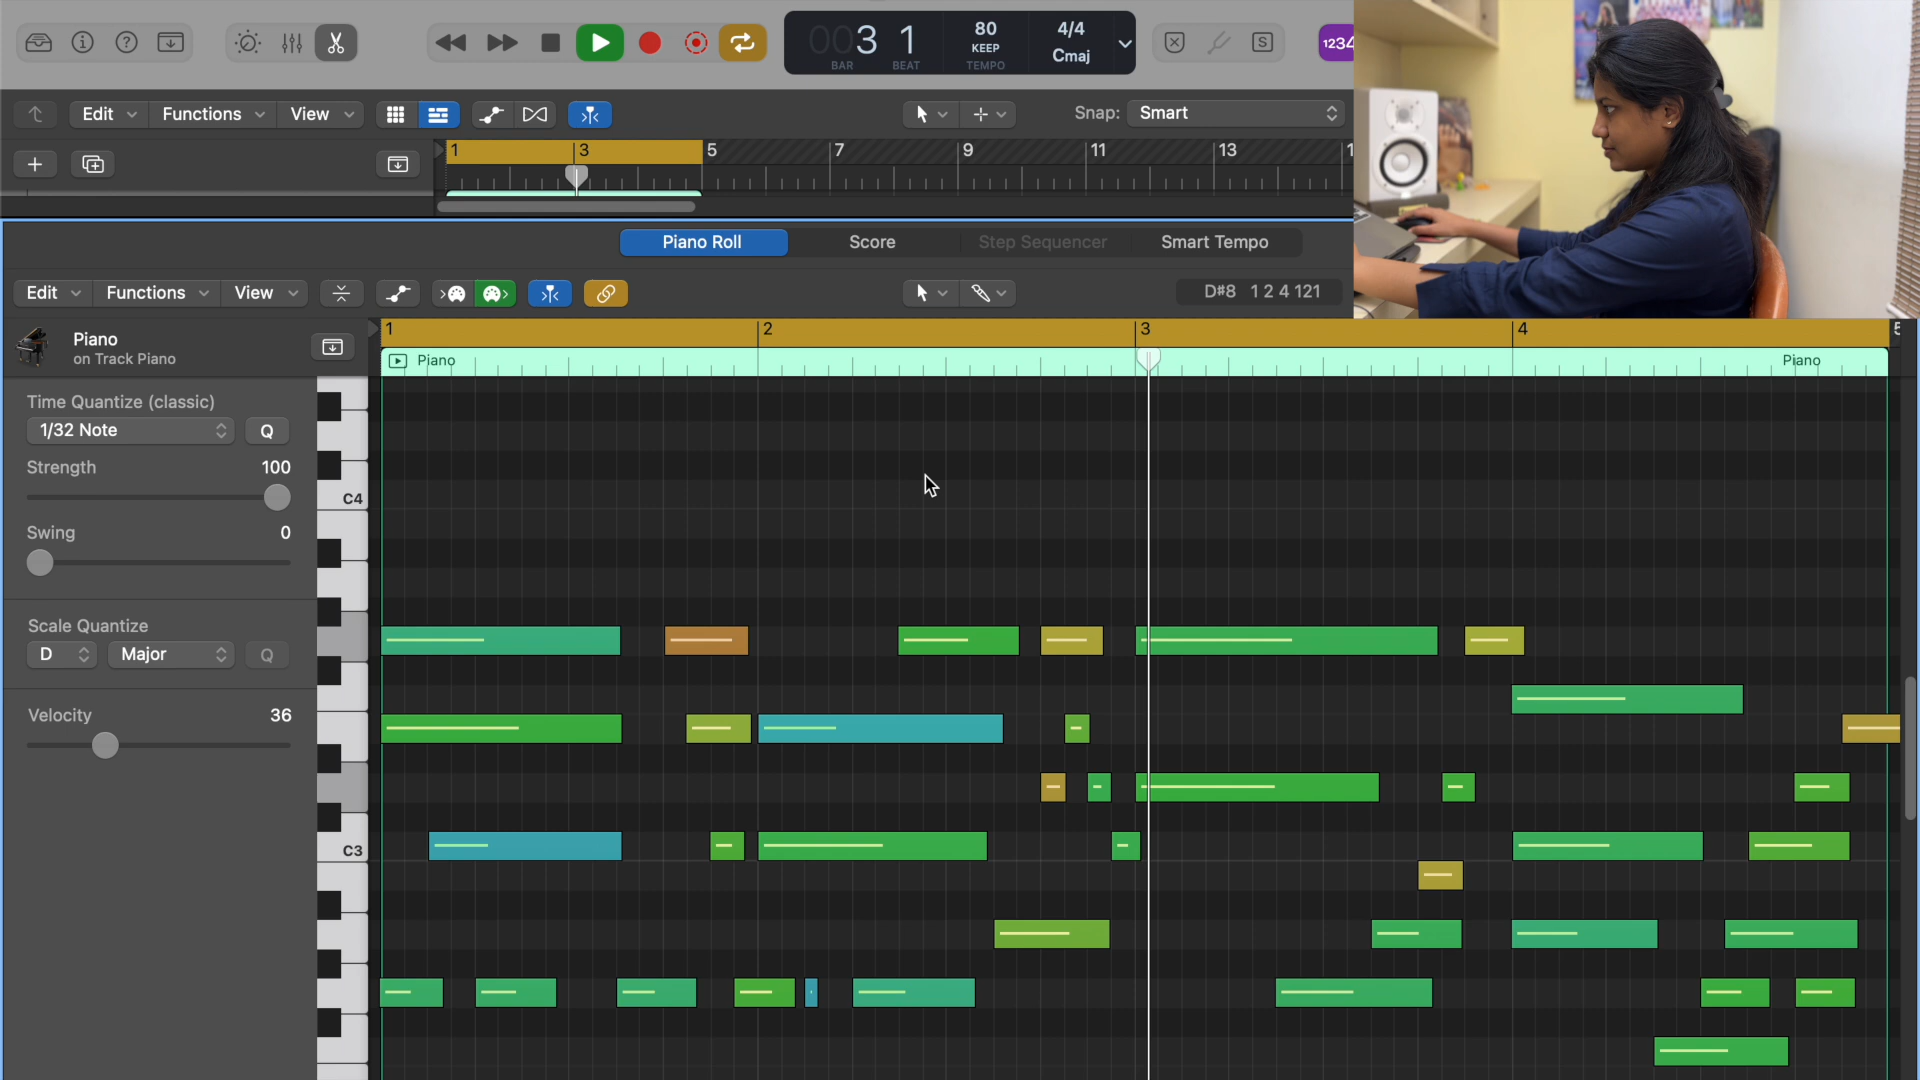 003 1 80 4/4
KEEP Cmaj
BAR BEAT TEMPO
1234
Edit Functions View Snap: Smart
1 3 5 7 9 11 13 1
Piano Roll Score Step Sequencer Smart Tempo
Edit Functions View D#8 1 2 4 121
Piano
on Track Piano
1 2 3 4 5
Piano Piano
Time Quantize (classic)
1/32 Note Q
Strength 100
C4
Swing 0
Scale Quantize
D Major Q
Velocity 36
C3